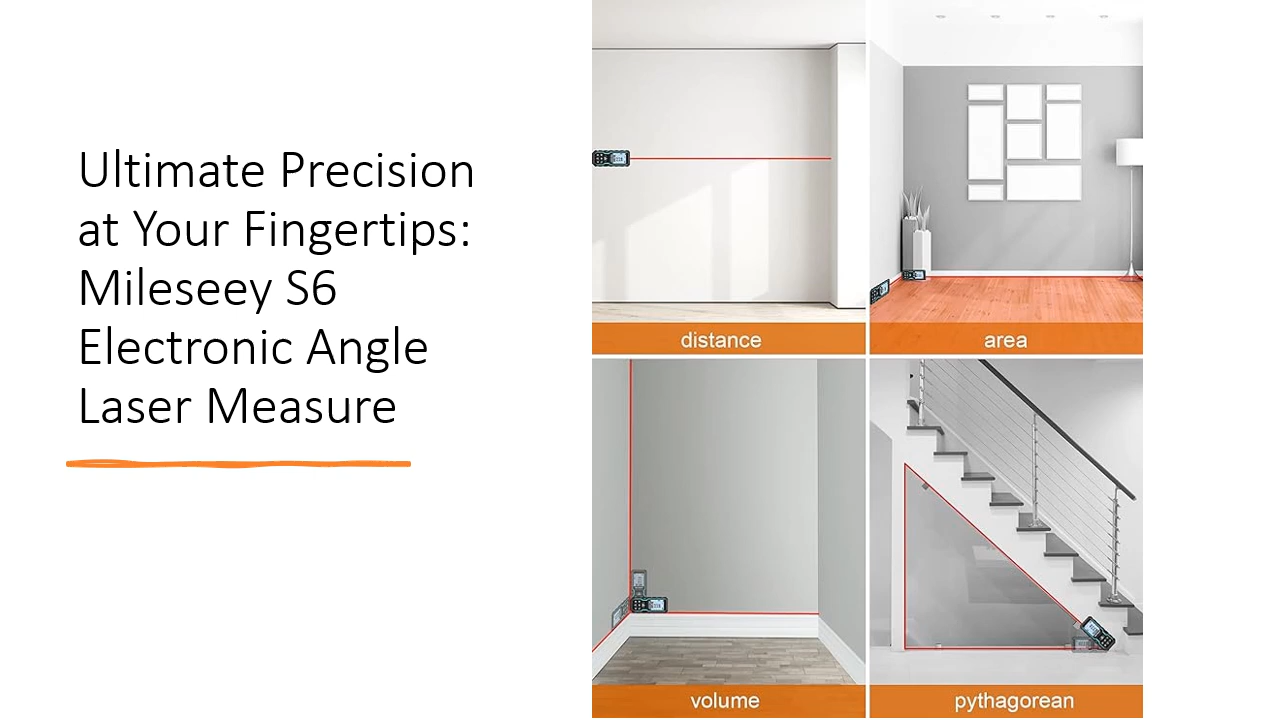 Ultimate Precision
at Your Fingertips:
Mileseey S6
Electronic Angle
Laser Measure
distance
area
volume
pythagorean